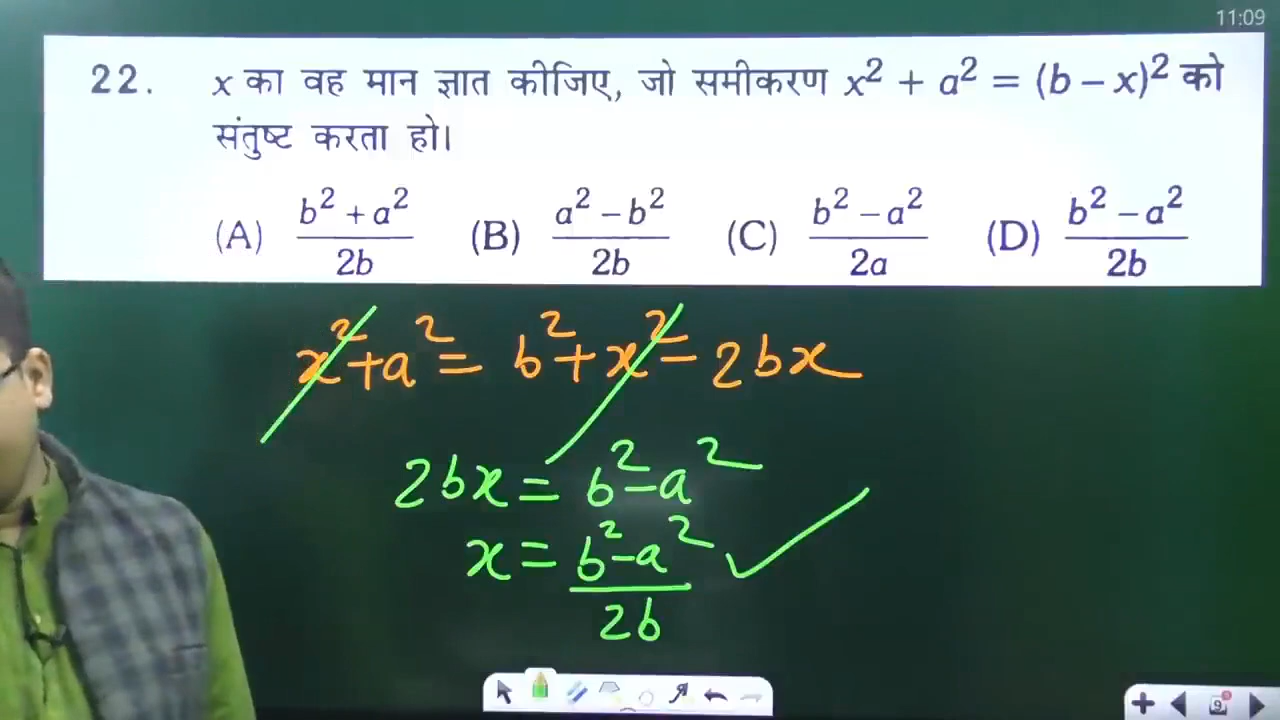 11:09
22. x का वह मान ज्ञात कीजिए, जो समीकरण x² + a² = (b – x)² को
संतुष्ट करता हो।
(A) (b² + a²)/2b (B) (a² – b²)/2b (C) (b² – a²)/2a (D) (b² – a²)/2b
x² + a² = b² + x² – 2bx
2bx = b² – a²
x = (b² – a²)/2b ✓
9